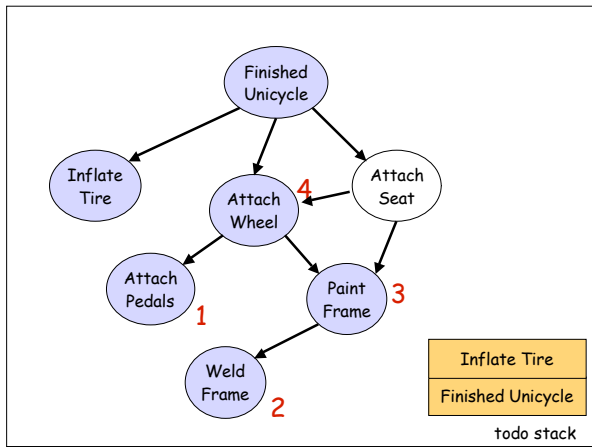 Finished
Unicycle
Inflate
Tire
Attach
Wheel
4
Attach
Seat
Attach
Pedals
1
Paint
Frame
3
Weld
Frame
2
Inflate Tire
Finished Unicycle
todo stack